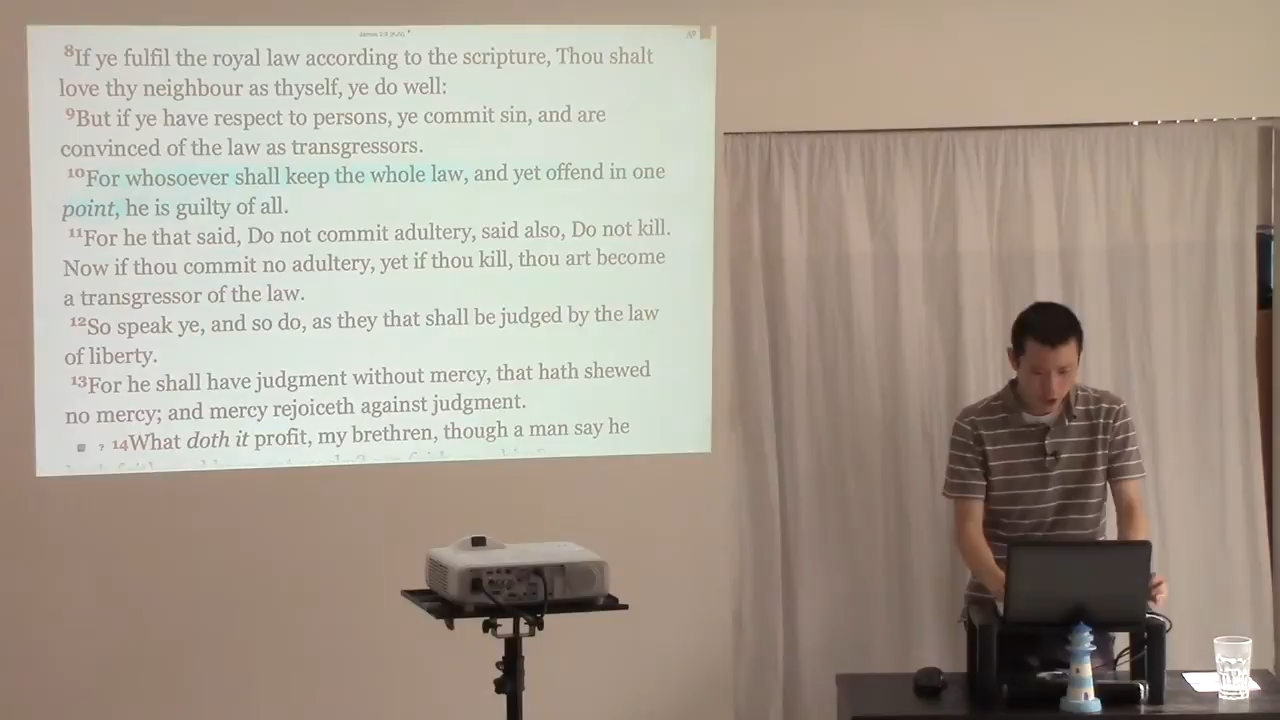 ⁸If ye fulfil the royal law according to the scripture, Thou shalt
love thy neighbour as thyself, ye do well:
⁹But if ye have respect to persons, ye commit sin, and are
convinced of the law as transgressors.
¹⁰For whosoever shall keep the whole law, and yet offend in one
point, he is guilty of all.
¹¹For he that said, Do not commit adultery, said also, Do not kill.
Now if thou commit no adultery, yet if thou kill, thou art become
a transgressor of the law.
¹²So speak ye, and so do, as they that shall be judged by the law
of liberty.
¹³For he shall have judgment without mercy, that hath shewed
no mercy; and mercy rejoiceth against judgment.
? ¹⁴What doth it profit, my brethren, though a man say he